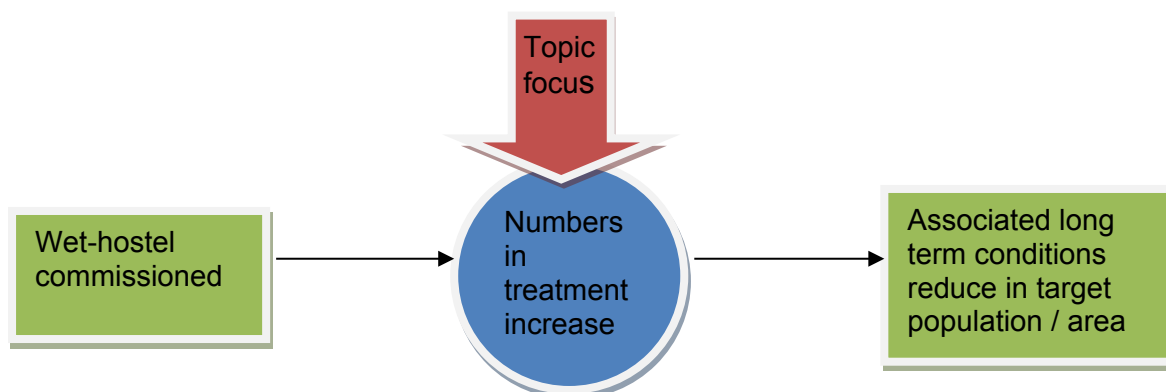 Topic
focus
Wet-hostel
commissioned
Numbers
in
treatment
increase
Associated long
term conditions
reduce in target
population / area